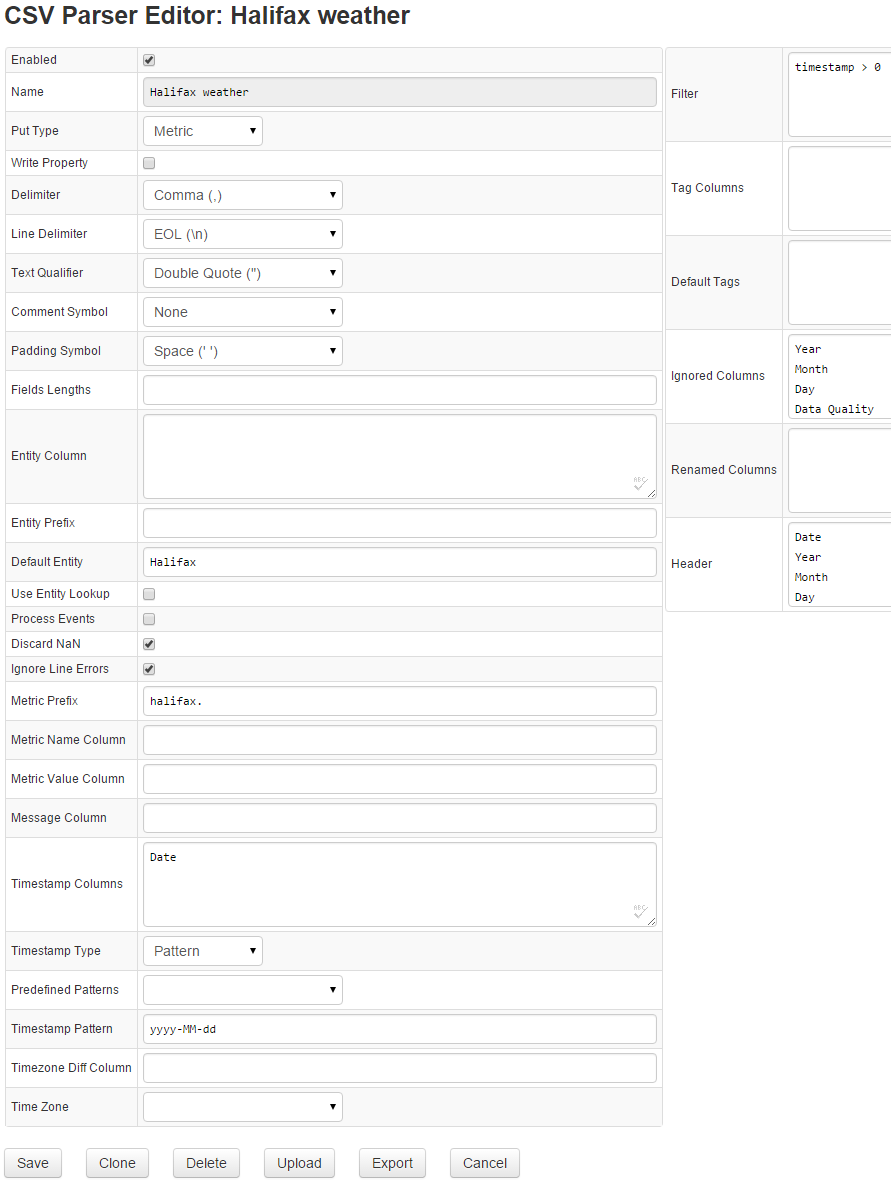 CSV Parser Editor: Halifax weather
Enabled
Name
Halifax weather
Put Type
Metric
Write Property
Delimiter
Comma (,)
Line Delimiter
EOL (\n)
Text Qualifier
Double Quote (")
Comment Symbol
None
Padding Symbol
Space (' ')
Fields Lengths
Entity Column
ABC
Entity Prefix
Default Entity
Halifax
Use Entity Lookup
Process Events
Discard NaN
Ignore Line Errors
Metric Prefix
halifax.
Metric Name Column
Metric Value Column
Message Column
Timestamp Columns
Date
ABC
Timestamp Type
Pattern
Predefined Patterns
Timestamp Pattern
yyyy-MM-dd
Timezone Diff Column
Time Zone
Filter
timestamp > 0
Tag Columns
Default Tags
Ignored Columns
Year
Month
Day
Data Quality
Renamed Columns
Header
Date
Year
Month
Day
Save
Clone
Delete
Upload
Export
Cancel